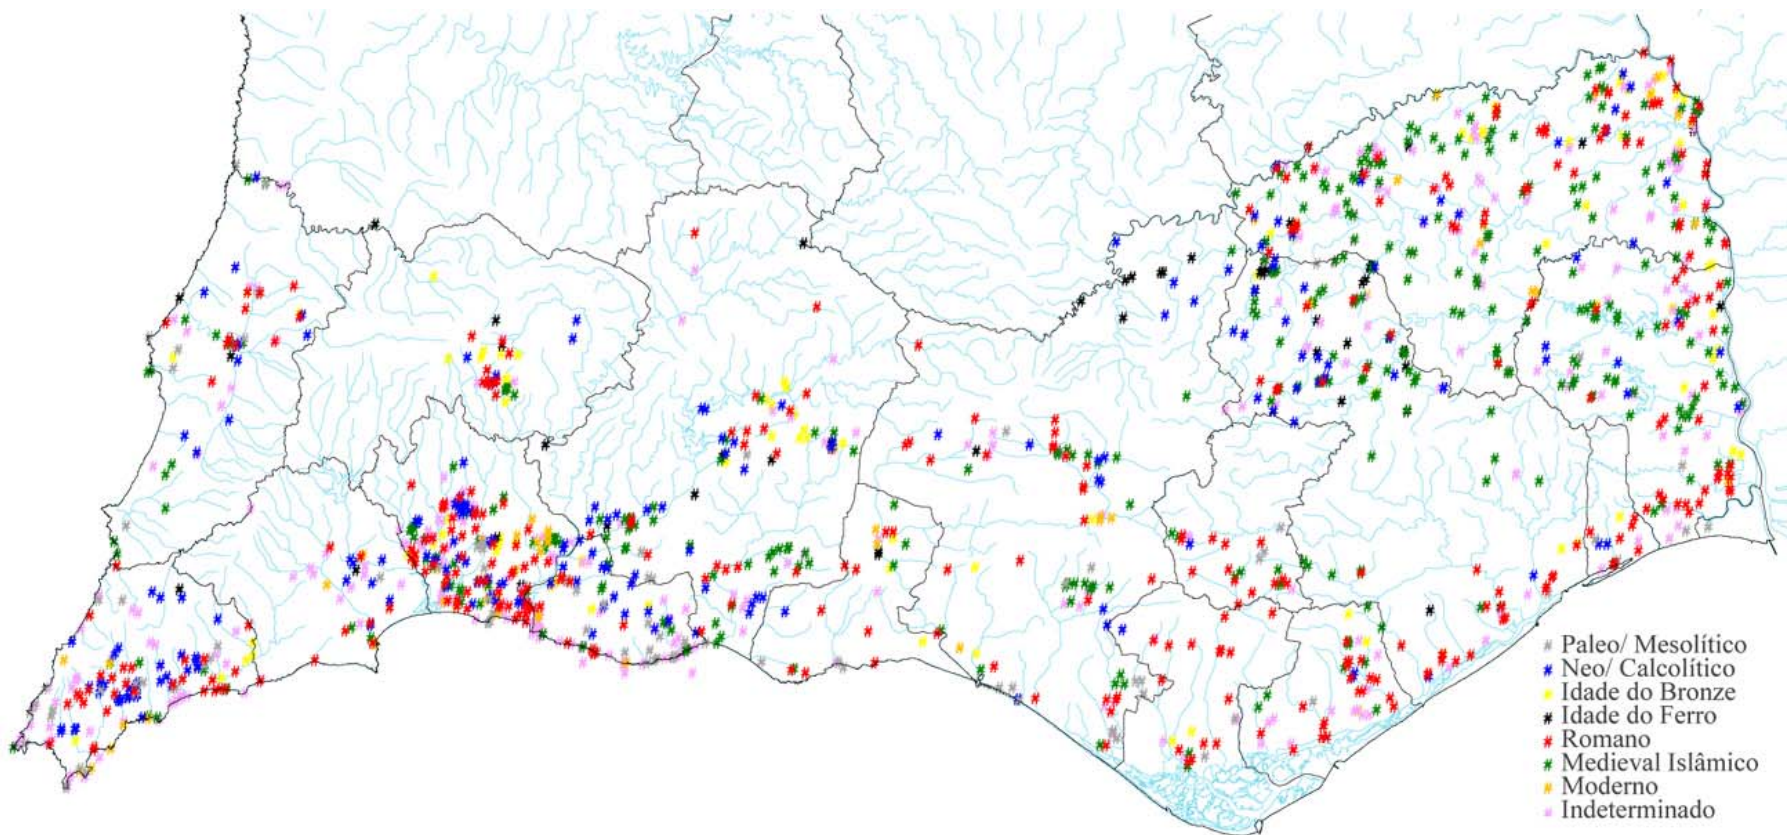 Paleo/ Mesolítico
Neo/ Calcolítico
Idade do Bronze
Idade do Ferro
Romano
Medieval Islâmico
Moderno
Indeterminado